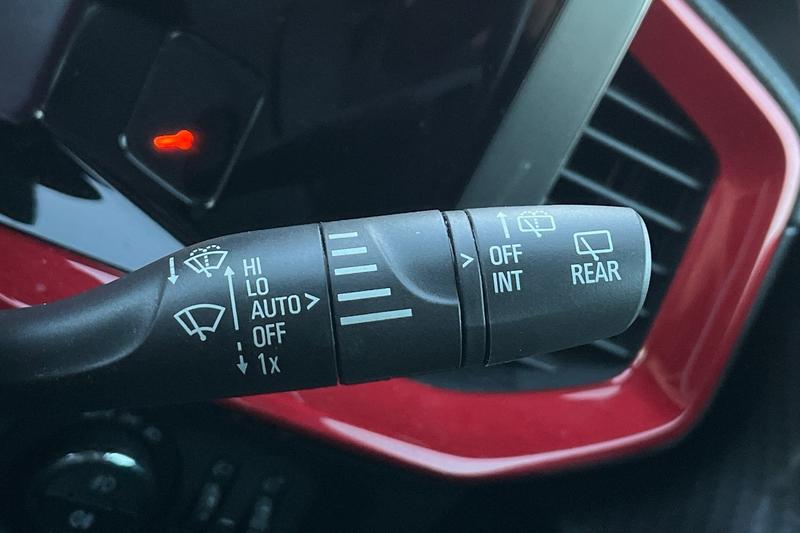 HI
LO
AUTO >
OFF
1x
>
OFF
INT
REAR